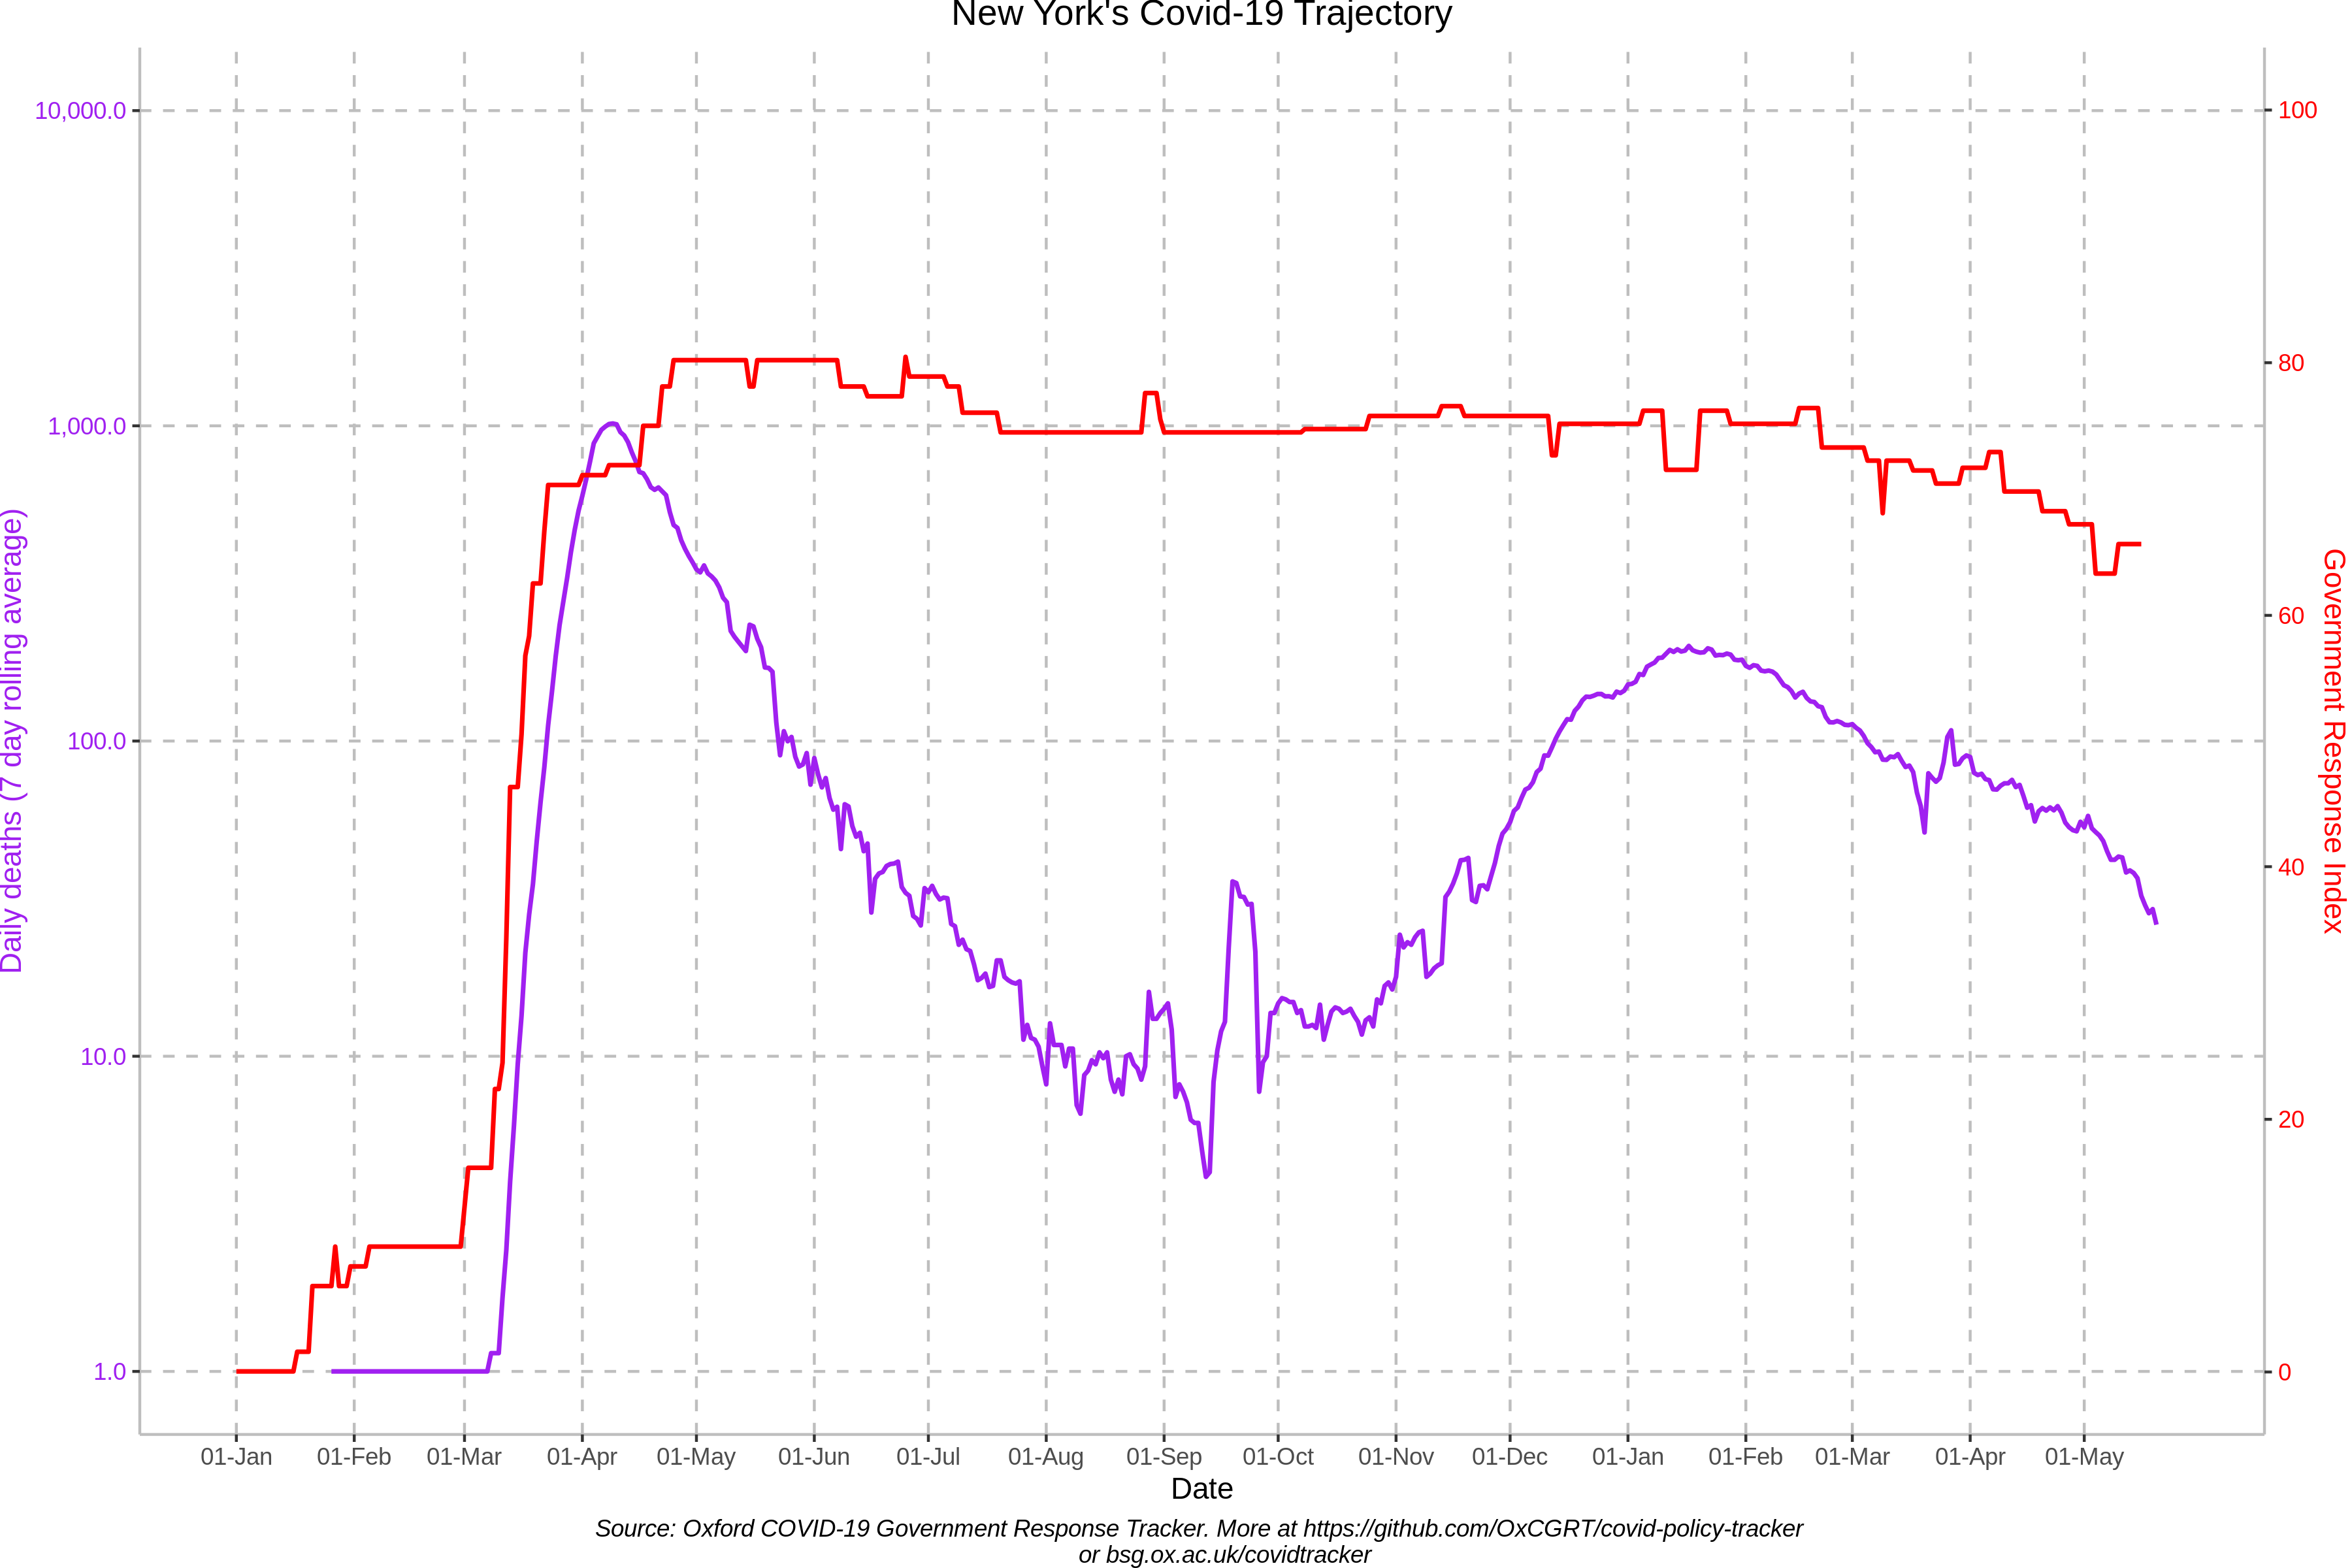 New York's Covid-19 Trajectory
10,000.0
1,000.0
100.0
10.0
1.0
Daily deaths (7 day rolling average)
100
80
60
40
20
0
Government Response Index
01-Jan 01-Feb 01-Mar 01-Apr 01-May 01-Jun 01-Jul 01-Aug 01-Sep 01-Oct 01-Nov 01-Dec 01-Jan 01-Feb 01-Mar 01-Apr 01-May
Date
Source: Oxford COVID-19 Government Response Tracker. More at https://github.com/OxCGRT/covid-policy-tracker
or bsg.ox.ac.uk/covidtracker